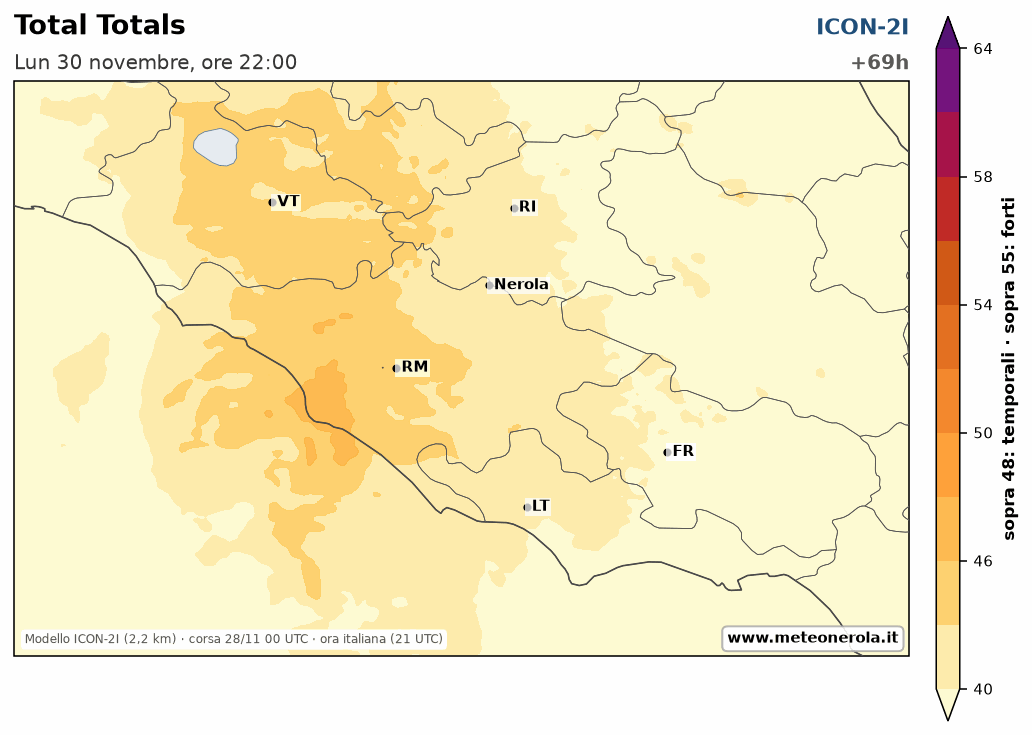 Total Totals
ICON-2I
Lun 30 novembre, ore 22:00
+69h
VT
RI
Nerola
RM
FR
LT
Modello ICON-2I (2,2 km) · corsa 28/11 00 UTC · ora italiana (21 UTC)
www.meteonerola.it
64
58
54
50
46
40
sopra 48: temporali · sopra 55: forti